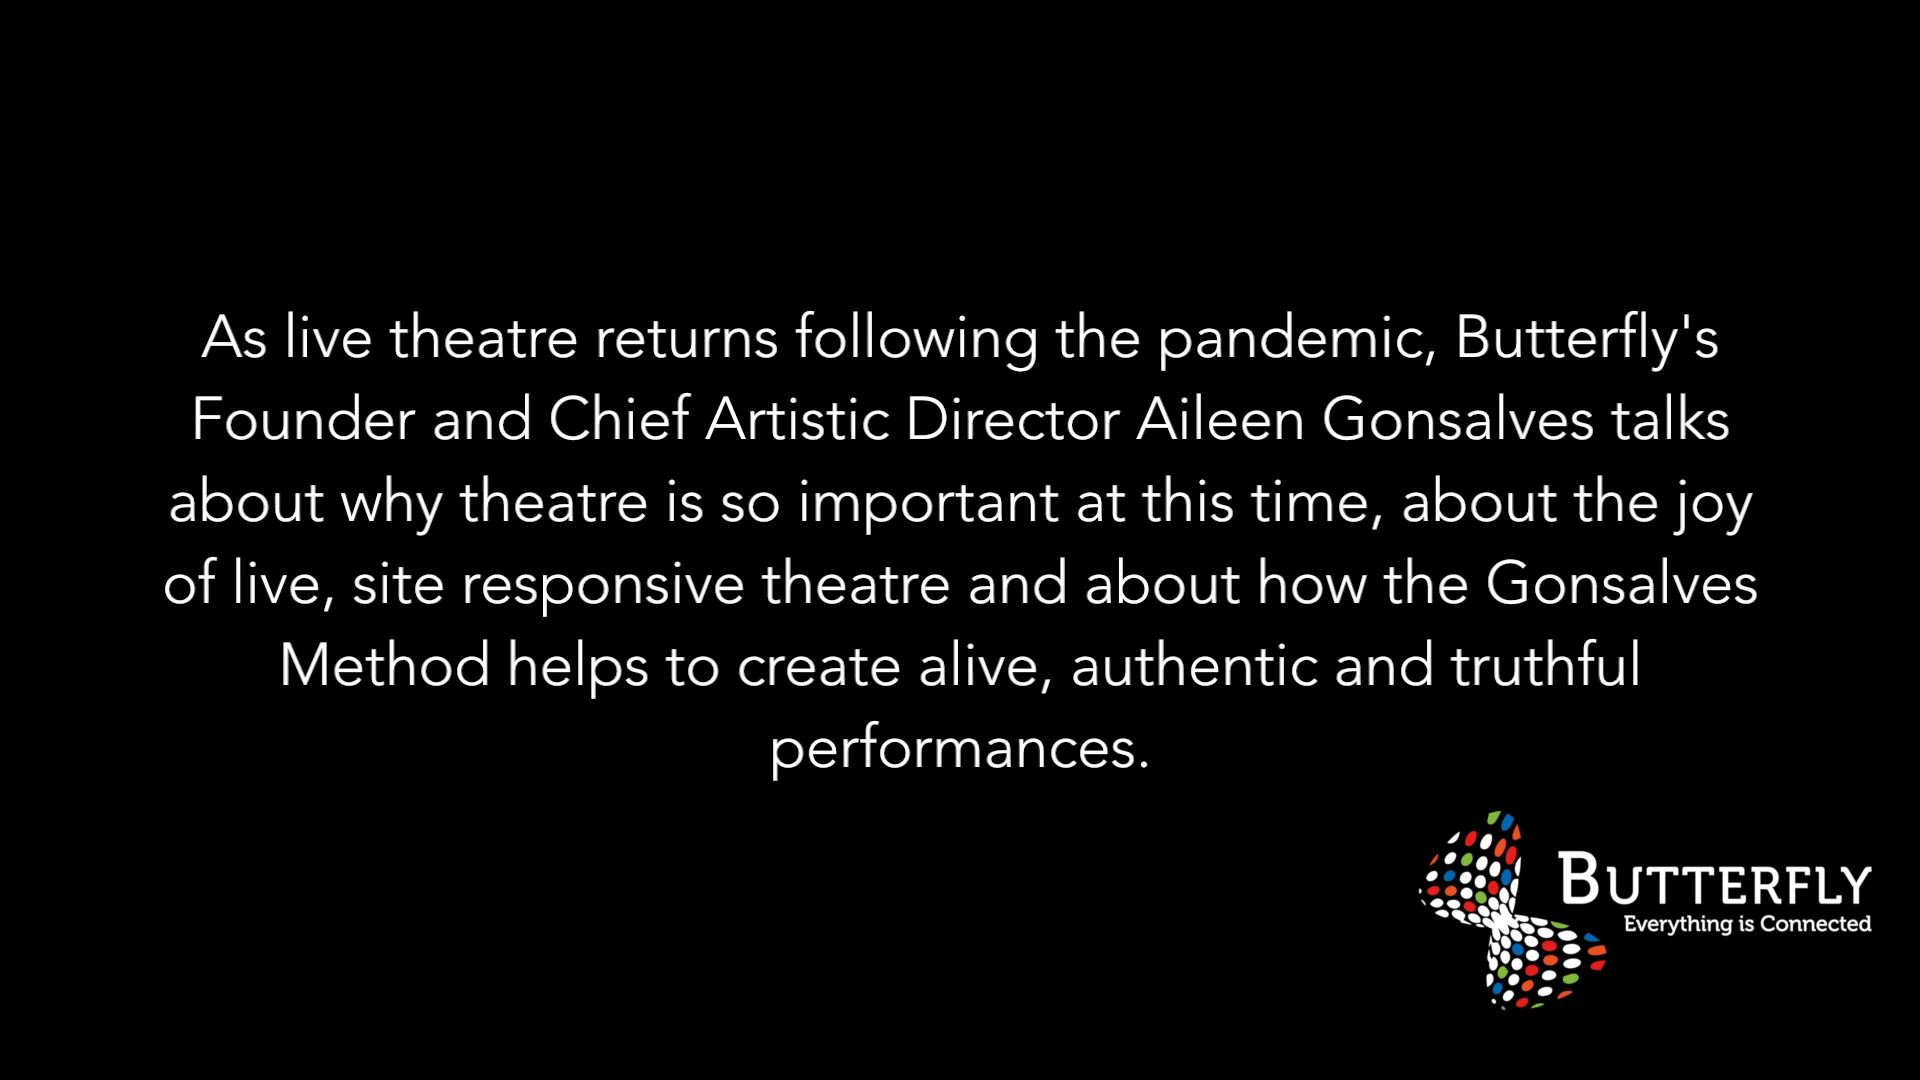 As live theatre returns following the pandemic, Butterfly's
Founder and Chief Artistic Director Aileen Gonsalves talks
about why theatre is so important at this time, about the joy
of live, site responsive theatre and about how the Gonsalves
Method helps to create alive, authentic and truthful
performances.
BUTTERFLY
Everything is Connected